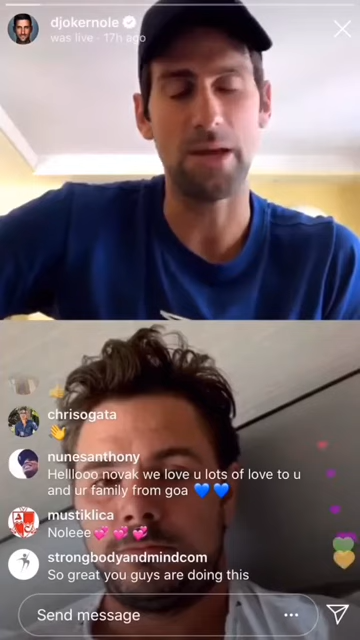 djokernole
was live · 17h ago
chrisogata
👋
nunesanthony
Helllooo novak we love u lots of love to u
and ur family from goa 💙💙
mustiklica
Noleee💞💞💞
strongbodyandmindcom
So great you guys are doing this
Send message